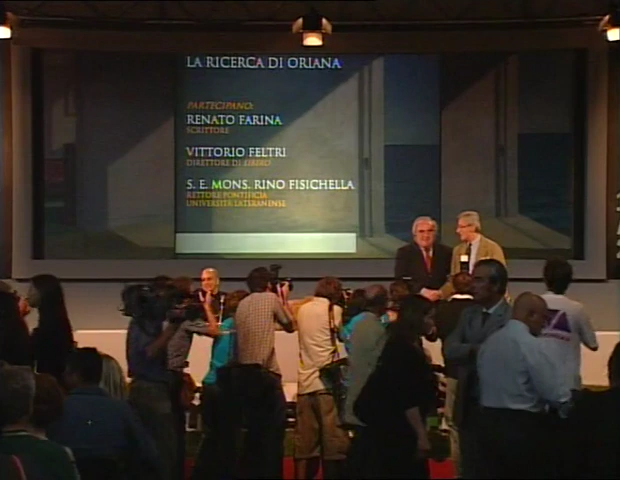 LA RICERCA DI ORIANA
PARTECIPANO:
RENATO FARINA
SCRITTORE
VITTORIO FELTRI
DIRETTORE DI LIBERO
S. E. MONS. RINO FISICHELLA
RETTORE PONTIFICIA
UNIVERSITÀ LATERANENSE